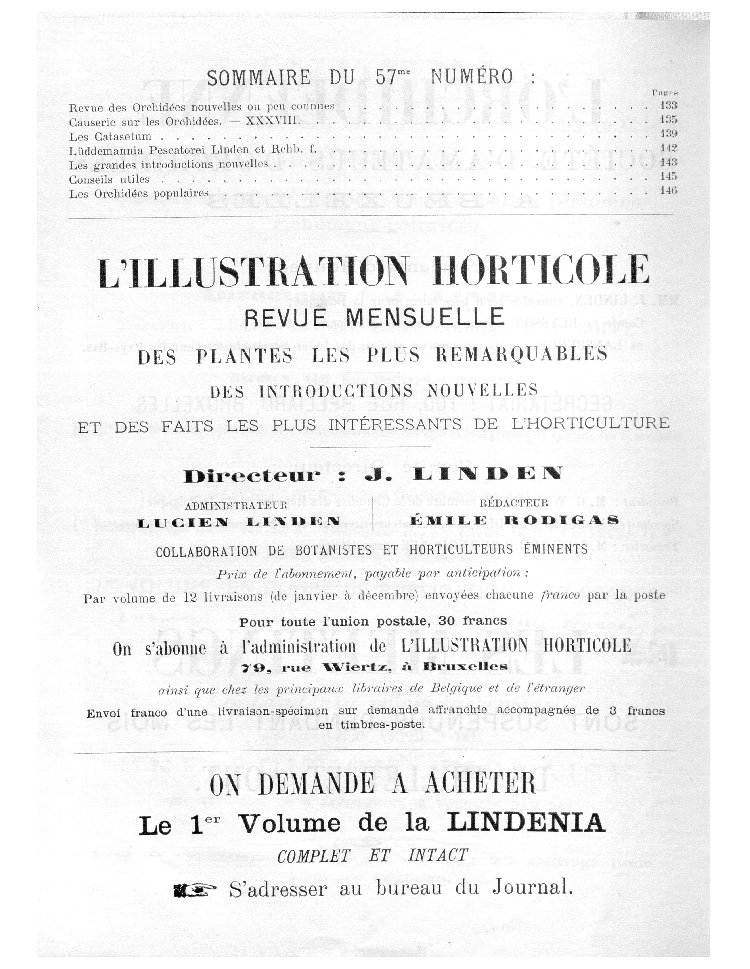 SOMMAIRE DU 57me NUMÉRO :
Pages
Revue des Orchidées nouvelles ou peu connues . . . . . . . . . . . . . . . . . . . . 133
Causerie sur les Orchidées. — XXXVIII . . . . . . . . . . . . . . . . . . . . 135
Les Catasetum . . . . . . . . . . . . . . . . . . . . 139
Lüddemannia Pescatorei Linden et Rchb. f. . . . . . . . . . . . . . . . . . . . . 142
Les grandes introductions nouvelles . . . . . . . . . . . . . . . . . . . . 143
Conseils utiles . . . . . . . . . . . . . . . . . . . . 145
Les Orchidées populaires . . . . . . . . . . . . . . . . . . . . 146
L'ILLUSTRATION HORTICOLE
REVUE MENSUELLE
DES PLANTES LES PLUS REMARQUABLES
DES INTRODUCTIONS NOUVELLES
ET DES FAITS LES PLUS INTÉRESSANTS DE L'HORTICULTURE
Directeur : J. LINDEN
ADMINISTRATEUR RÉDACTEUR
LUCIEN LINDEN ÉMILE RODIGAS
COLLABORATION DE BOTANISTES ET HORTICULTEURS ÉMINENTS
Prix de l'abonnement, payable par anticipation :
Par volume de 12 livraisons (de janvier à décembre) envoyées chacune franco par la poste
Pour toute l'union postale, 30 francs
On s'abonne à l'administration de L'ILLUSTRATION HORTICOLE
79, rue Wiertz, à Bruxelles
ainsi que chez les principaux libraires de Belgique et de l'étranger
Envoi franco d'une livraison-spécimen sur demande affranchie accompagnée de 3 francs
en timbres-poste.
ON DEMANDE A ACHETER
Le 1er Volume de la LINDENIA
COMPLET ET INTACT
☞ S'adresser au bureau du Journal.